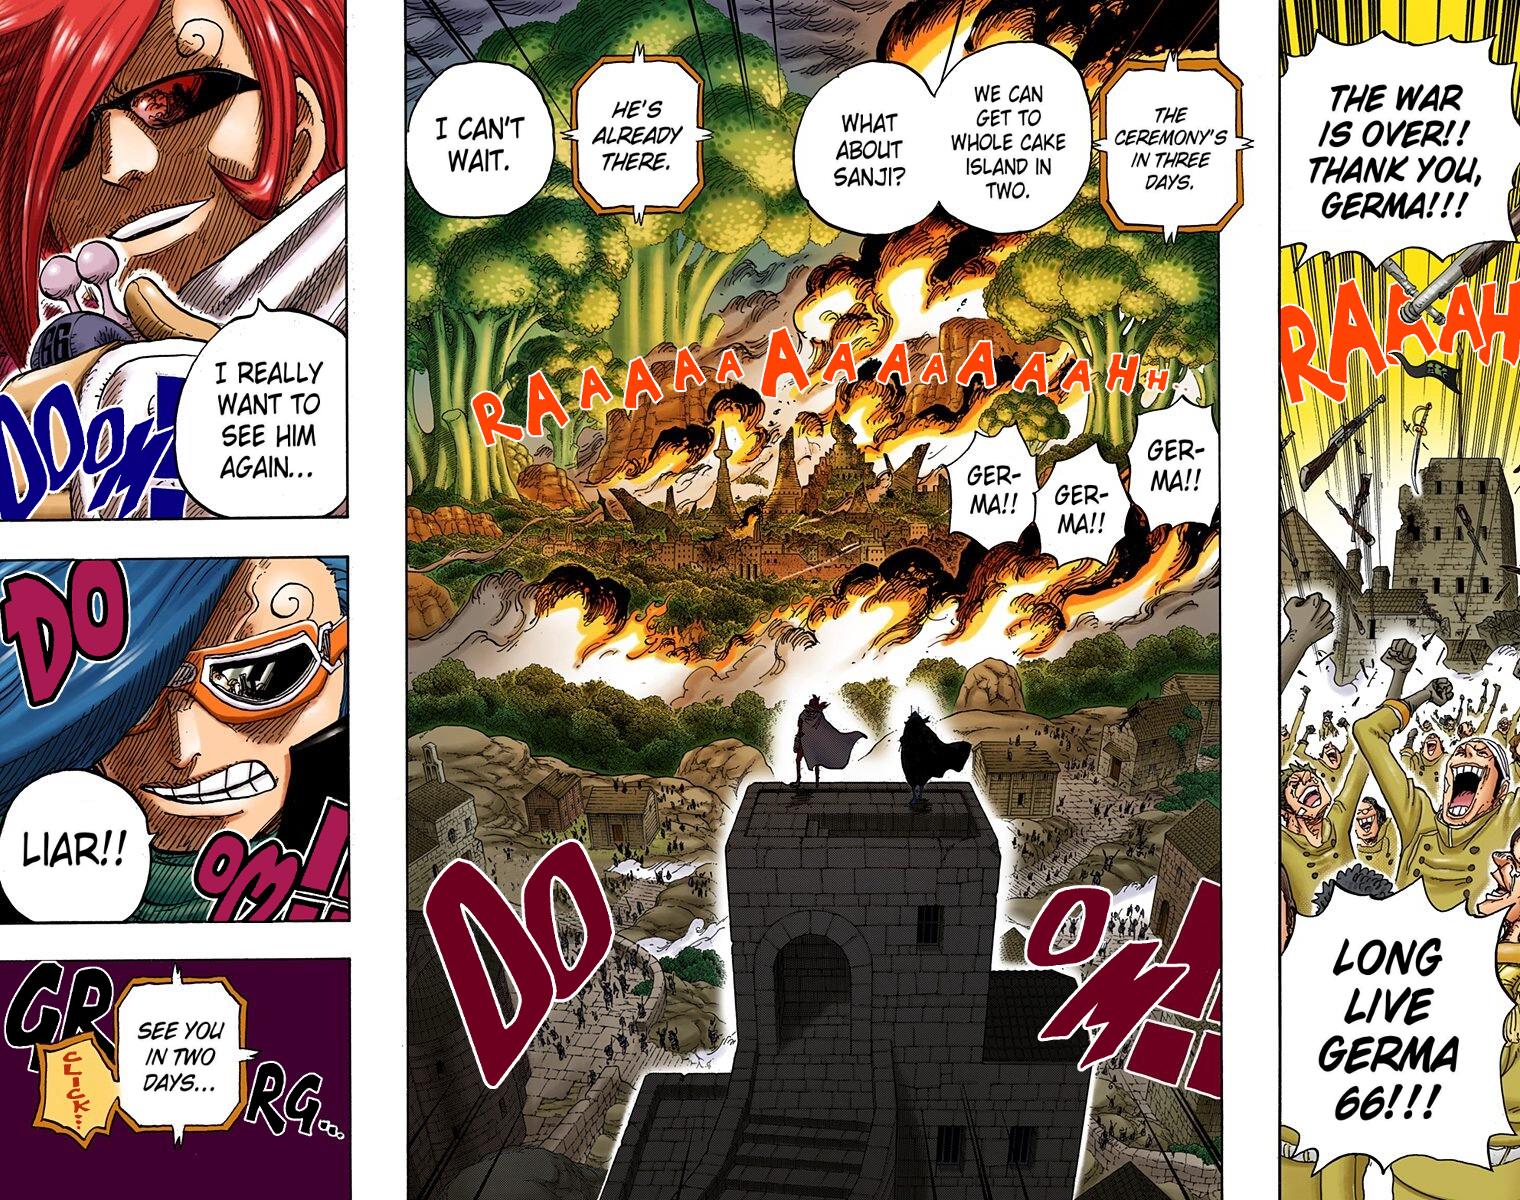 THE WAR
IS OVER!!
THANK YOU,
GERMA!!!
RAAAAH
LONG
LIVE
GERMA
66!!!
THE
CEREMONY'S
IN THREE
DAYS.
WE CAN
GET TO
WHOLE CAKE
ISLAND IN
TWO.
WHAT
ABOUT
SANJI?
HE'S
ALREADY
THERE.
I CAN'T
WAIT.
RAAAAAAAAAAAAAHH
GER-
MA!!
GER-
MA!!
GER-
MA!!
DO
OM!!
I REALLY
WANT TO
SEE HIM
AGAIN...
66
DOOM!
DO
LIAR!!
OM!!
GR
SEE YOU
IN TWO
DAYS...
CLICK...
RG...